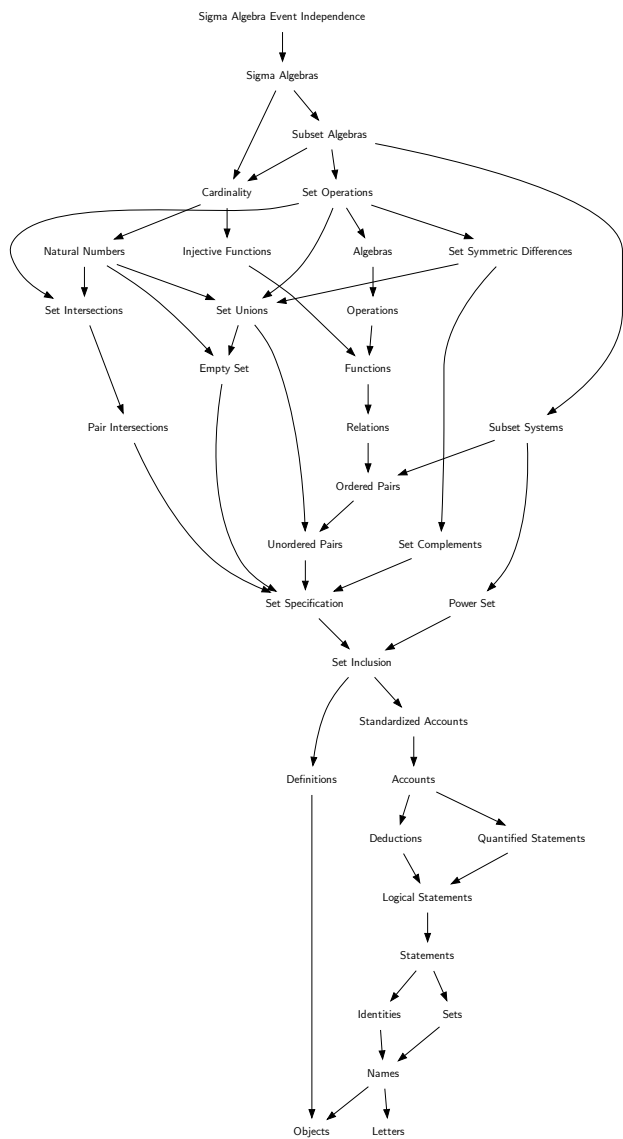 Sigma Algebra Event Independence
Sigma Algebras
Subset Algebras
Cardinality
Set Operations
Natural Numbers
Injective Functions
Algebras
Set Symmetric Differences
Set Intersections
Set Unions
Operations
Empty Set
Functions
Pair Intersections
Relations
Subset Systems
Ordered Pairs
Unordered Pairs
Set Complements
Set Specification
Power Set
Set Inclusion
Standardized Accounts
Definitions
Accounts
Deductions
Quantified Statements
Logical Statements
Statements
Identities
Sets
Names
Objects
Letters